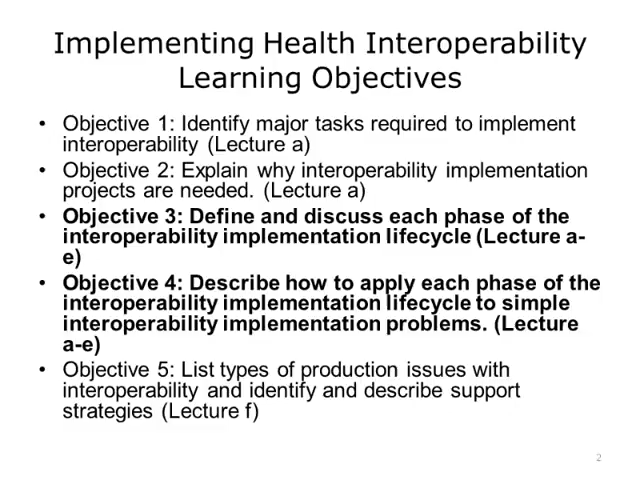 Implementing Health Interoperability
Learning Objectives
• Objective 1: Identify major tasks required to implement
interoperability (Lecture a)
• Objective 2: Explain why interoperability implementation
projects are needed. (Lecture a)
• Objective 3: Define and discuss each phase of the
interoperability implementation lifecycle (Lecture a-
e)
• Objective 4: Describe how to apply each phase of the
interoperability implementation lifecycle to simple
interoperability implementation problems. (Lecture
a-e)
• Objective 5: List types of production issues with
interoperability and identify and describe support
strategies (Lecture f)
2